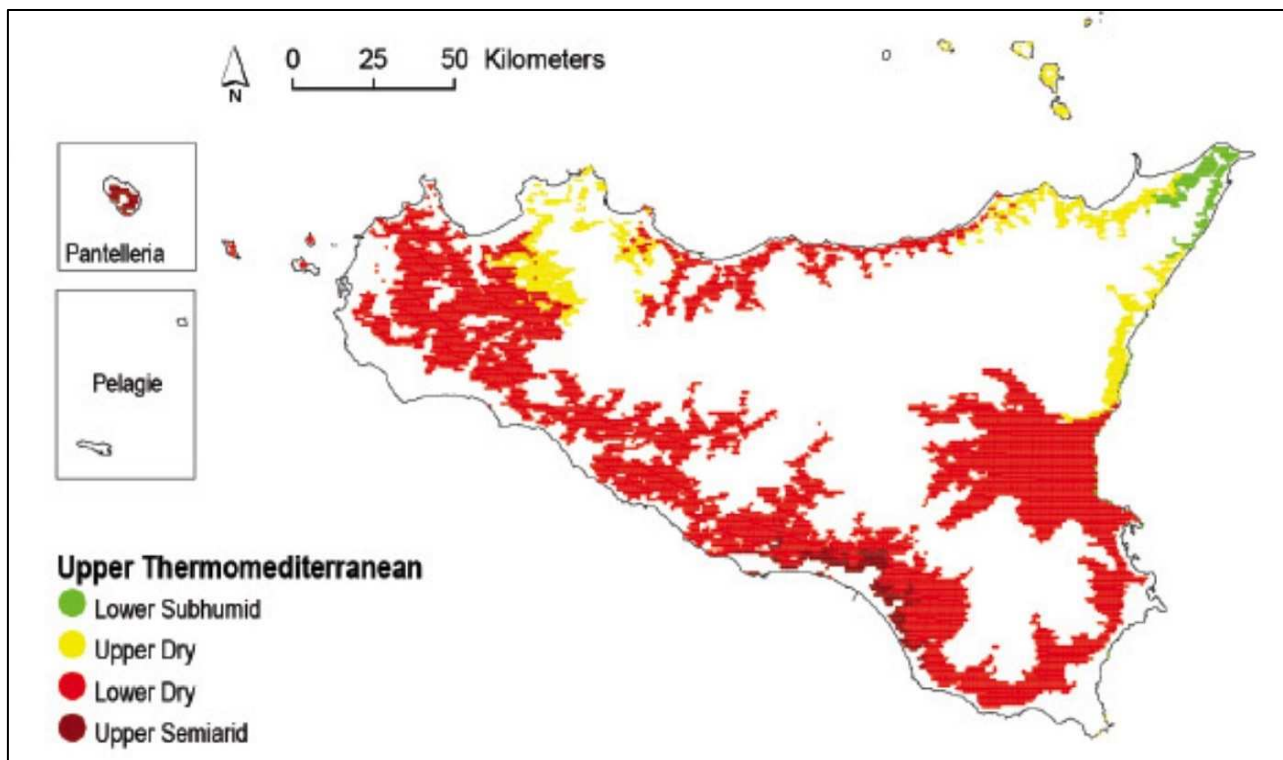 0 25 50 Kilometers
N
Pantelleria
Pelagie
Upper Thermomediterranean
Lower Subhumid
Upper Dry
Lower Dry
Upper Semiarid